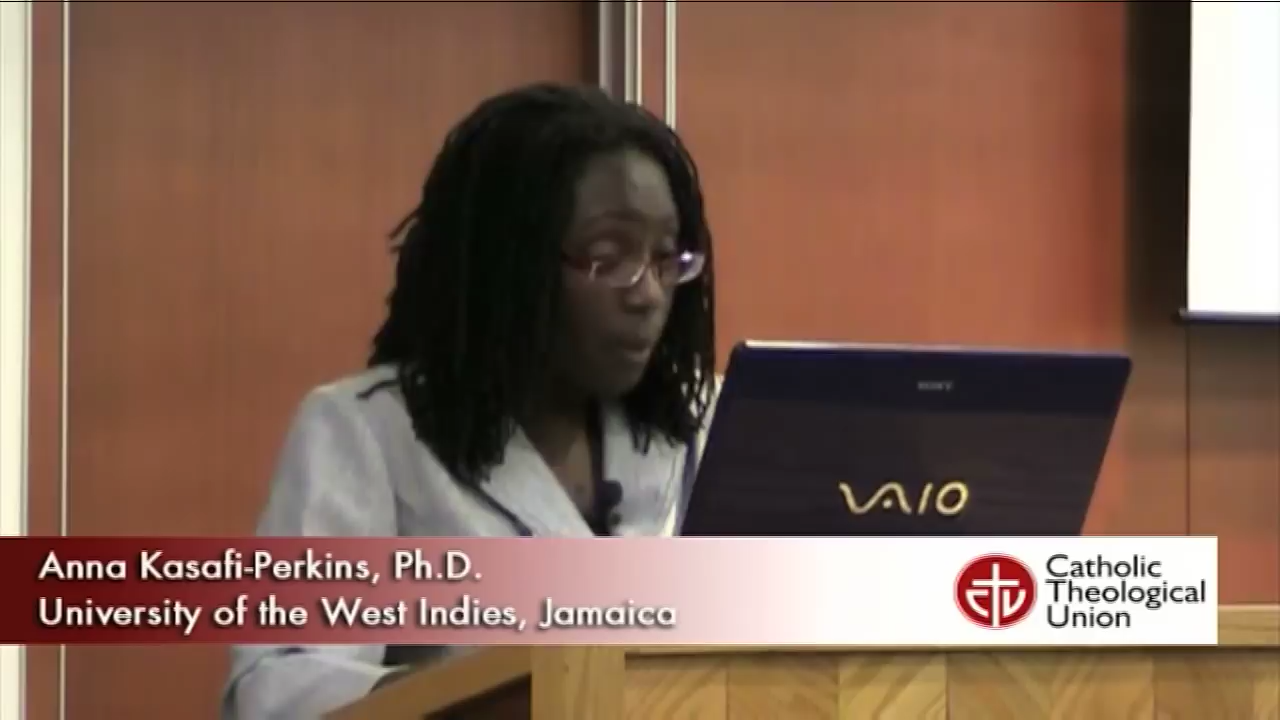 SONY
VAIO
Anna Kasafi-Perkins, Ph.D.
University of the West Indies, Jamaica
Catholic
Theological
Union